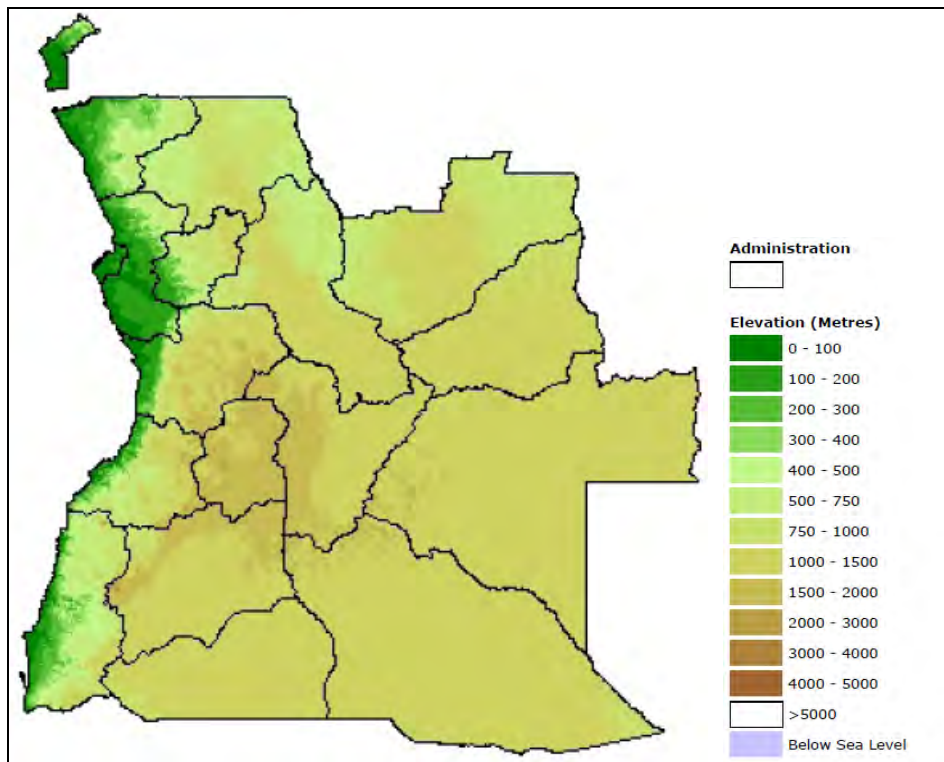 Administration
Elevation (Metres)
0 - 100
100 - 200
200 - 300
300 - 400
400 - 500
500 - 750
750 - 1000
1000 - 1500
1500 - 2000
2000 - 3000
3000 - 4000
4000 - 5000
>5000
Below Sea Level